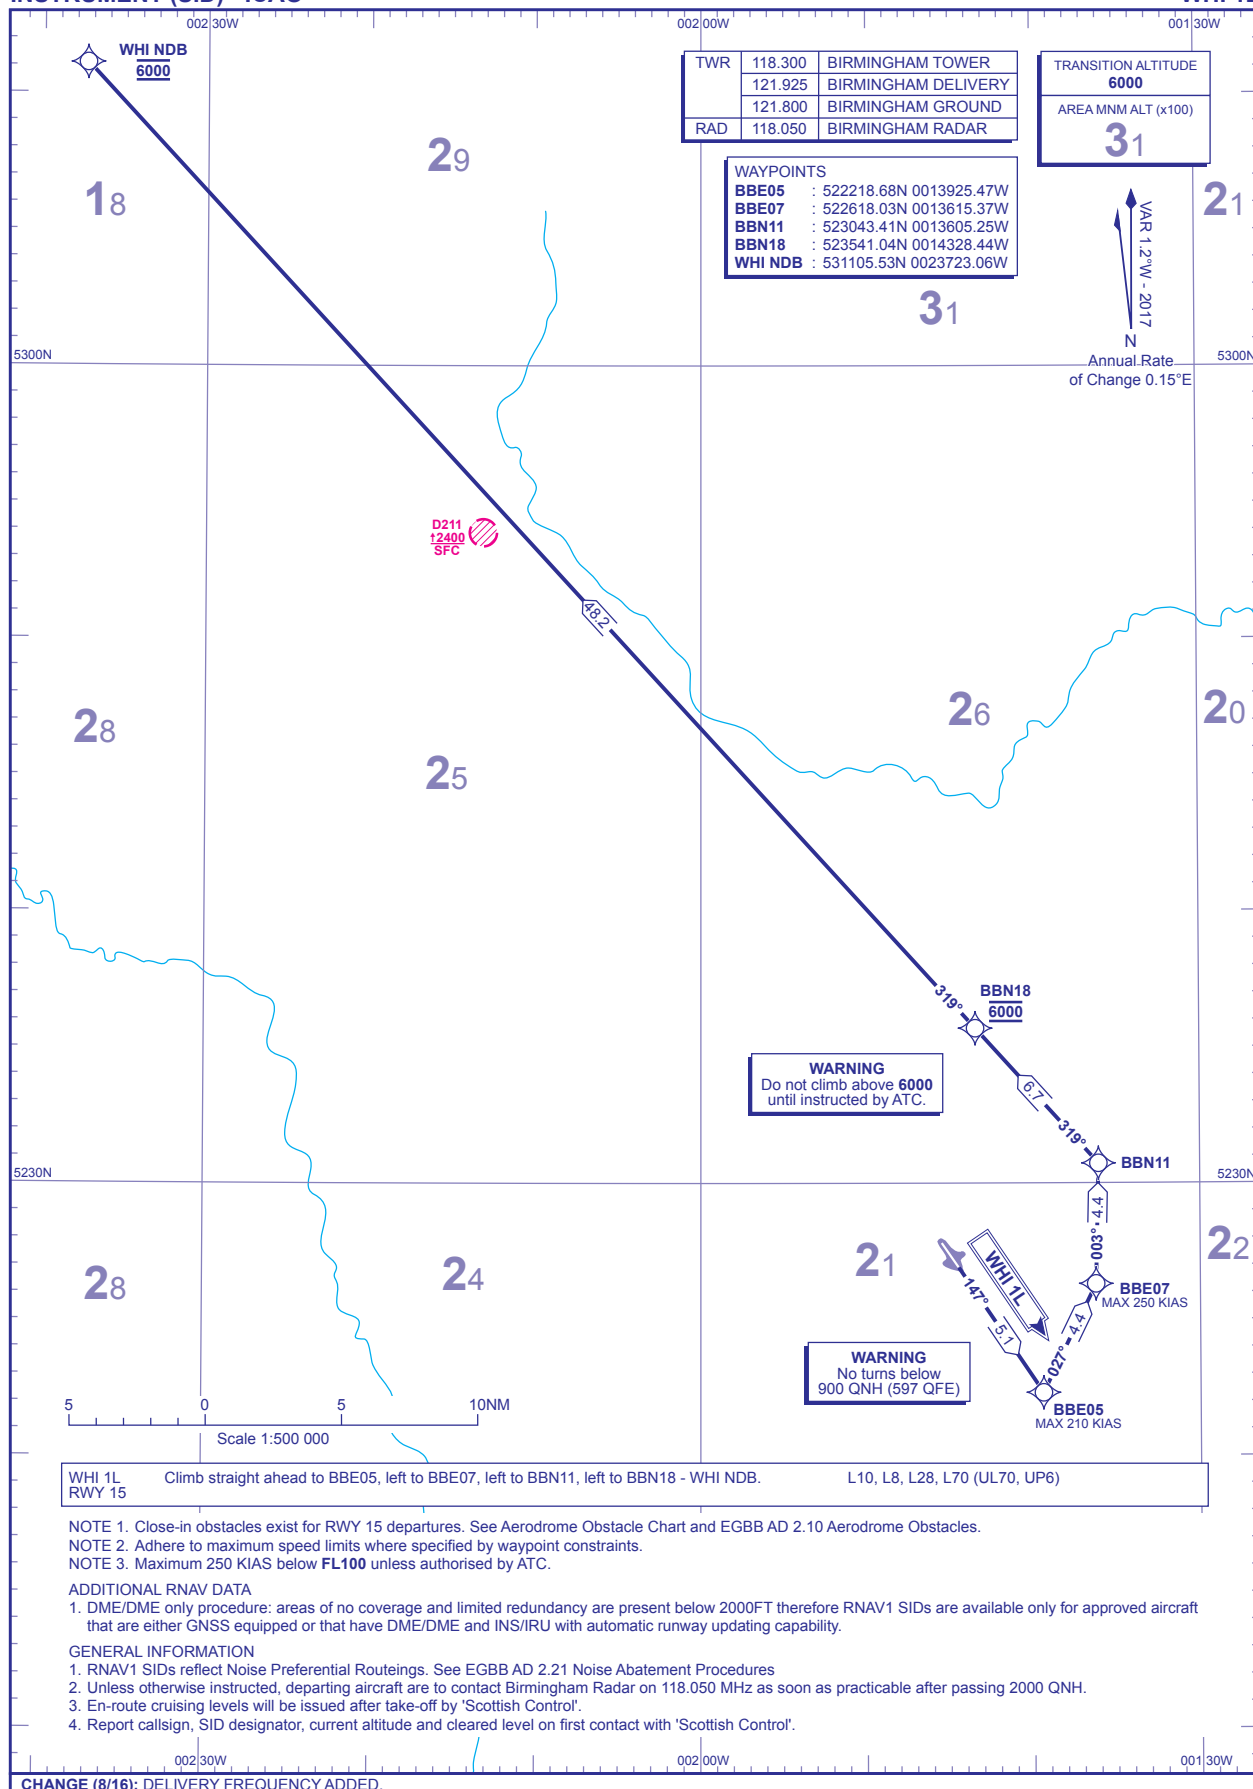 002 30W
002 00W
001 30W
WHI NDB
6000
TWR 118.300 BIRMINGHAM TOWER
121.925 BIRMINGHAM DELIVERY
121.800 BIRMINGHAM GROUND
RAD 118.050 BIRMINGHAM RADAR
TRANSITION ALTITUDE
6000
AREA MNM ALT (x100)
31
WAYPOINTS
BBE05 : 522218.68N 0013925.47W
BBE07 : 522618.03N 0013615.37W
BBN11 : 523043.41N 0013605.25W
BBN18 : 523541.04N 0014328.44W
WHI NDB : 531105.53N 0023723.06W
29
18
21
VAR 1.2°W - 2017
N
Annual Rate
of Change 0.15°E
31
5300N
5300N
D211
†2400
SFC
48.2
28
25
26
20
319°
BBN18
6000
WARNING
Do not climb above 6000
until instructed by ATC.
6.7
319°
BBN11
5230N
5230N
4.4
003°
28
24
21
22
WHI 1L
147°
5.1
BBE07
MAX 250 KIAS
4.4
027°
WARNING
No turns below
900 QNH (597 QFE)
BBE05
MAX 210 KIAS
5 0 5 10NM
Scale 1:500 000
WHI 1L Climb straight ahead to BBE05, left to BBE07, left to BBN11, left to BBN18 - WHI NDB. L10, L8, L28, L70 (UL70, UP6)
RWY 15
NOTE 1. Close-in obstacles exist for RWY 15 departures. See Aerodrome Obstacle Chart and EGBB AD 2.10 Aerodrome Obstacles.
NOTE 2. Adhere to maximum speed limits where specified by waypoint constraints.
NOTE 3. Maximum 250 KIAS below FL100 unless authorised by ATC.
ADDITIONAL RNAV DATA
1. DME/DME only procedure: areas of no coverage and limited redundancy are present below 2000FT therefore RNAV1 SIDs are available only for approved aircraft
that are either GNSS equipped or that have DME/DME and INS/IRU with automatic runway updating capability.
GENERAL INFORMATION
1. RNAV1 SIDs reflect Noise Preferential Routeings. See EGBB AD 2.21 Noise Abatement Procedures
2. Unless otherwise instructed, departing aircraft are to contact Birmingham Radar on 118.050 MHz as soon as practicable after passing 2000 QNH.
3. En-route cruising levels will be issued after take-off by 'Scottish Control'.
4. Report callsign, SID designator, current altitude and cleared level on first contact with 'Scottish Control'.
002 30W
002 00W
001 30W
CHANGE (8/16): DELIVERY FREQUENCY ADDED.